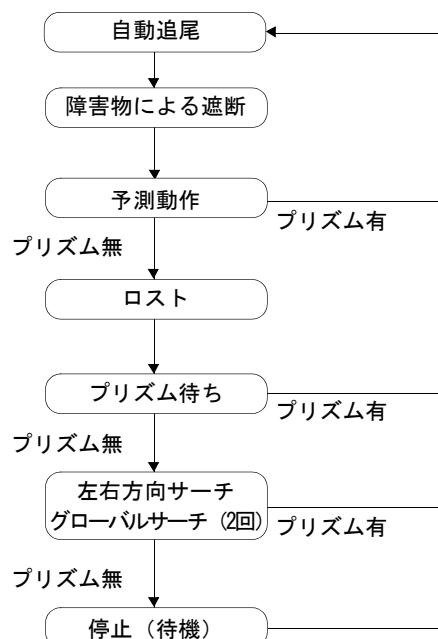 自動追尾
障害物による遮断
予測動作
プリズム有
プリズム無
ロスト
プリズム待ち
プリズム有
プリズム無
左右方向サーチ
グローバルサーチ（2回）
プリズム有
プリズム無
停止（待機）